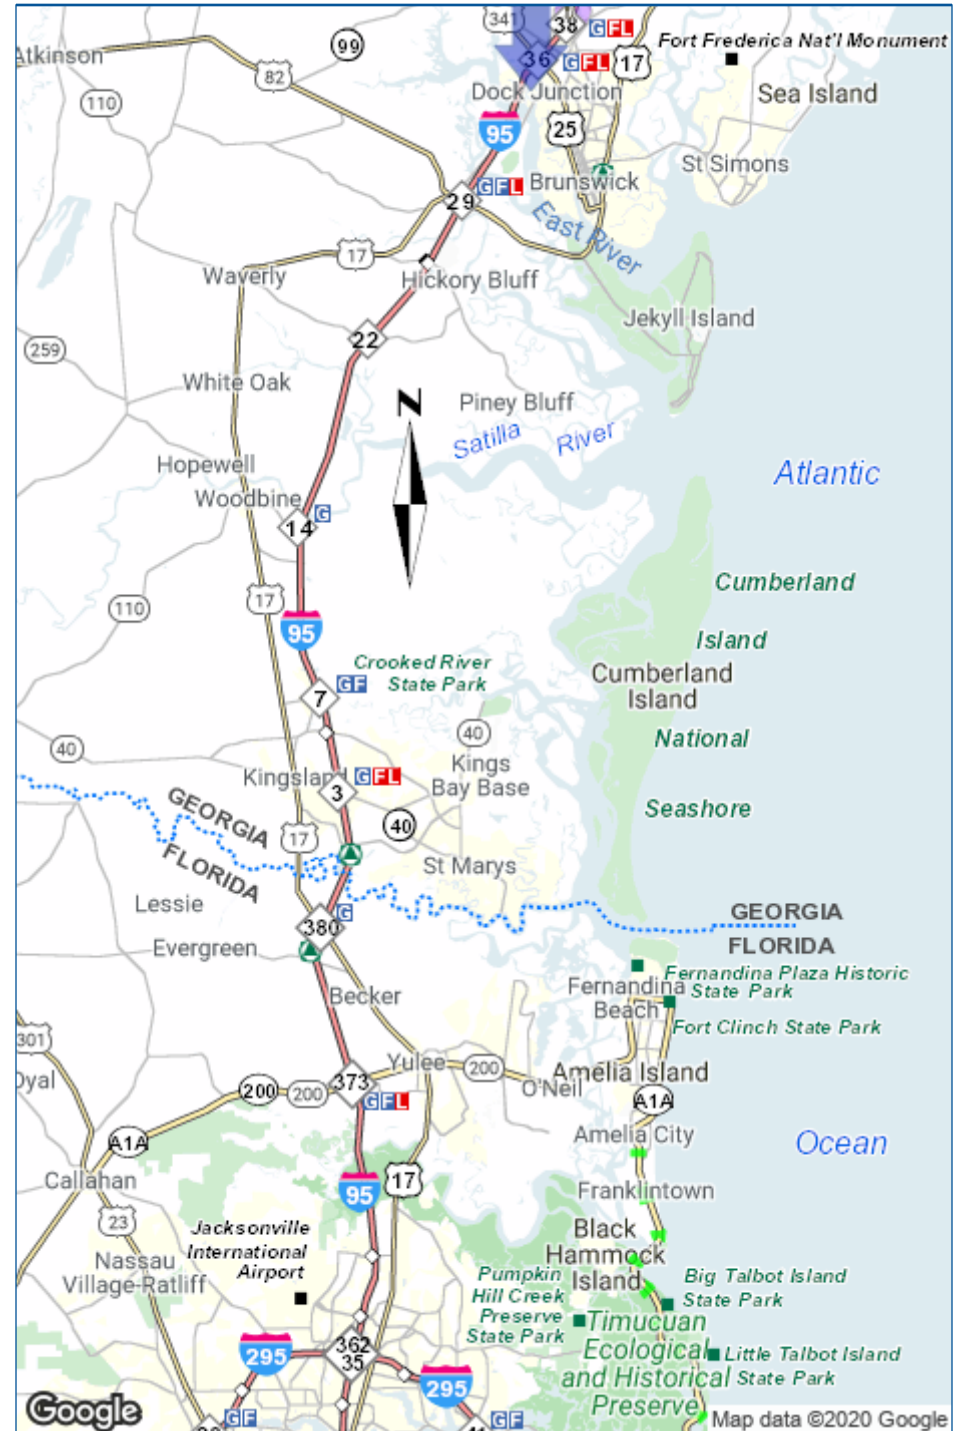 341
38
G FL
99
Fort Frederica Nat'l Monument
Atkinson
36
G FL
17
82
Dock Junction
Sea Island
110
95
25
St Simons
GFL
Brunswick
29
East River
17
Waverly
Hickory Bluff
Jekyll Island
22
259
White Oak
N
Piney Bluff
Satilla River
Hopewell
Atlantic
Woodbine
G
14
Cumberland
17
110
95
Island
Crooked River
State Park
Cumberland
Island
GF
7
40
40
National
Kings
Bay Base
Kingsland
GFL
3
Seashore
GEORGIA
17
40
FLORIDA
St Marys
Lessie
G
GEORGIA
380
FLORIDA
Evergreen
Fernandina Plaza Historic
State Park
Fernandina
Beach
Becker
Fort Clinch State Park
301
Yulee
200
373
Amelia Island
Dyal
200
200
O'Neil
GFL
A1A
A1A
Amelia City
Ocean
Callahan
95
17
Franklintown
23
Jacksonville
International
Airport
Black
Hammock
Island
Nassau
Village-Ratliff
Pumpkin
Hill Creek
Preserve
State Park
Big Talbot Island
State Park
Timucuan
Ecological
and Historical
Preserve
362
35
295
Little Talbot Island
State Park
295
Google
GF
GF
Map data ©2020 Google